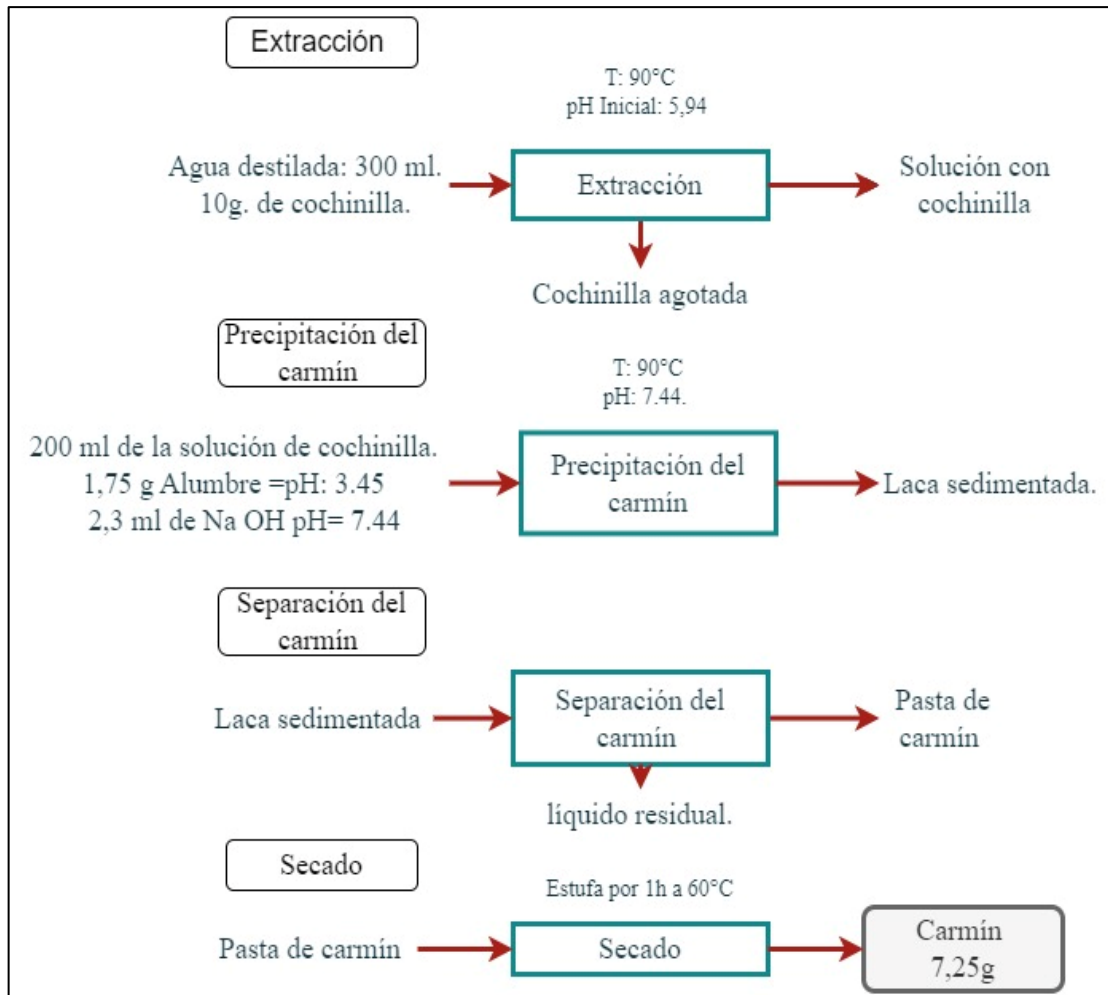 Extracción
T: 90°C
pH Inicial: 5,94
Agua destilada: 300 ml.
10g. de cochinilla.
Extracción
Solución con
cochinilla
Cochinilla agotada
Precipitación del
carmín
T: 90°C
pH: 7.44.
200 ml de la solución de cochinilla.
1,75 g Alumbre =pH: 3.45
2,3 ml de Na OH pH= 7.44
Precipitación del
carmín
Laca sedimentada.
Separación del
carmín
Laca sedimentada
Separación del
carmín
Pasta de
carmín
líquido residual.
Secado
Estufa por 1h a 60°C
Pasta de carmín
Secado
Carmín
7,25g